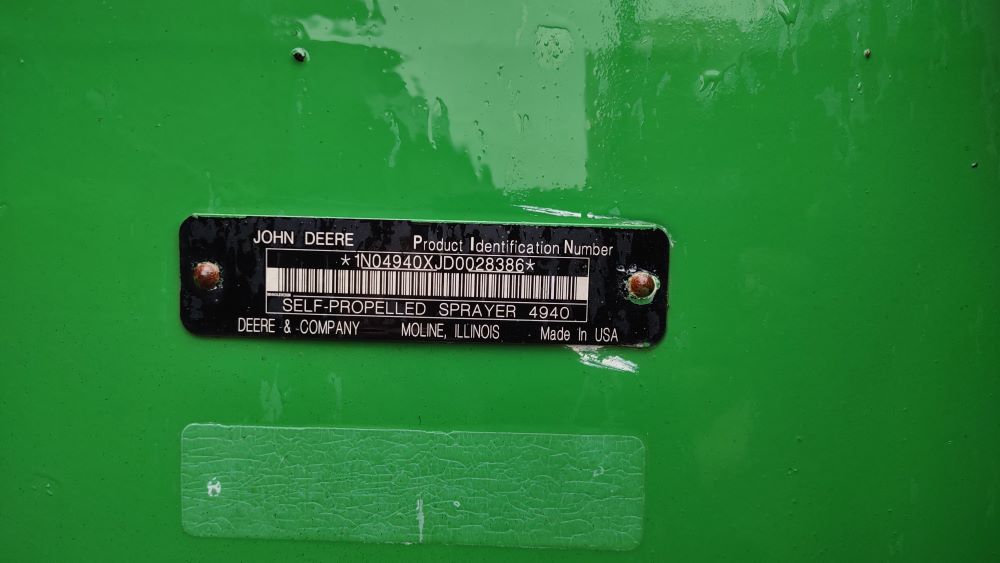 JOHN DEERE Product Identification Number
*1N04940XJD0028386*
SELF-PROPELLED SPRAYER 4940
DEERE & COMPANY MOLINE, ILLINOIS Made in USA